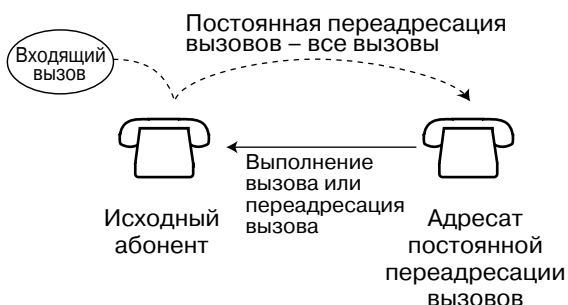 Постоянная переадресация
вызовов – все вызовы
Входящий
вызов
Выполнение
вызова или
переадресация
вызова
Исходный
абонент
Адресат
постоянной
переадресации
вызовов